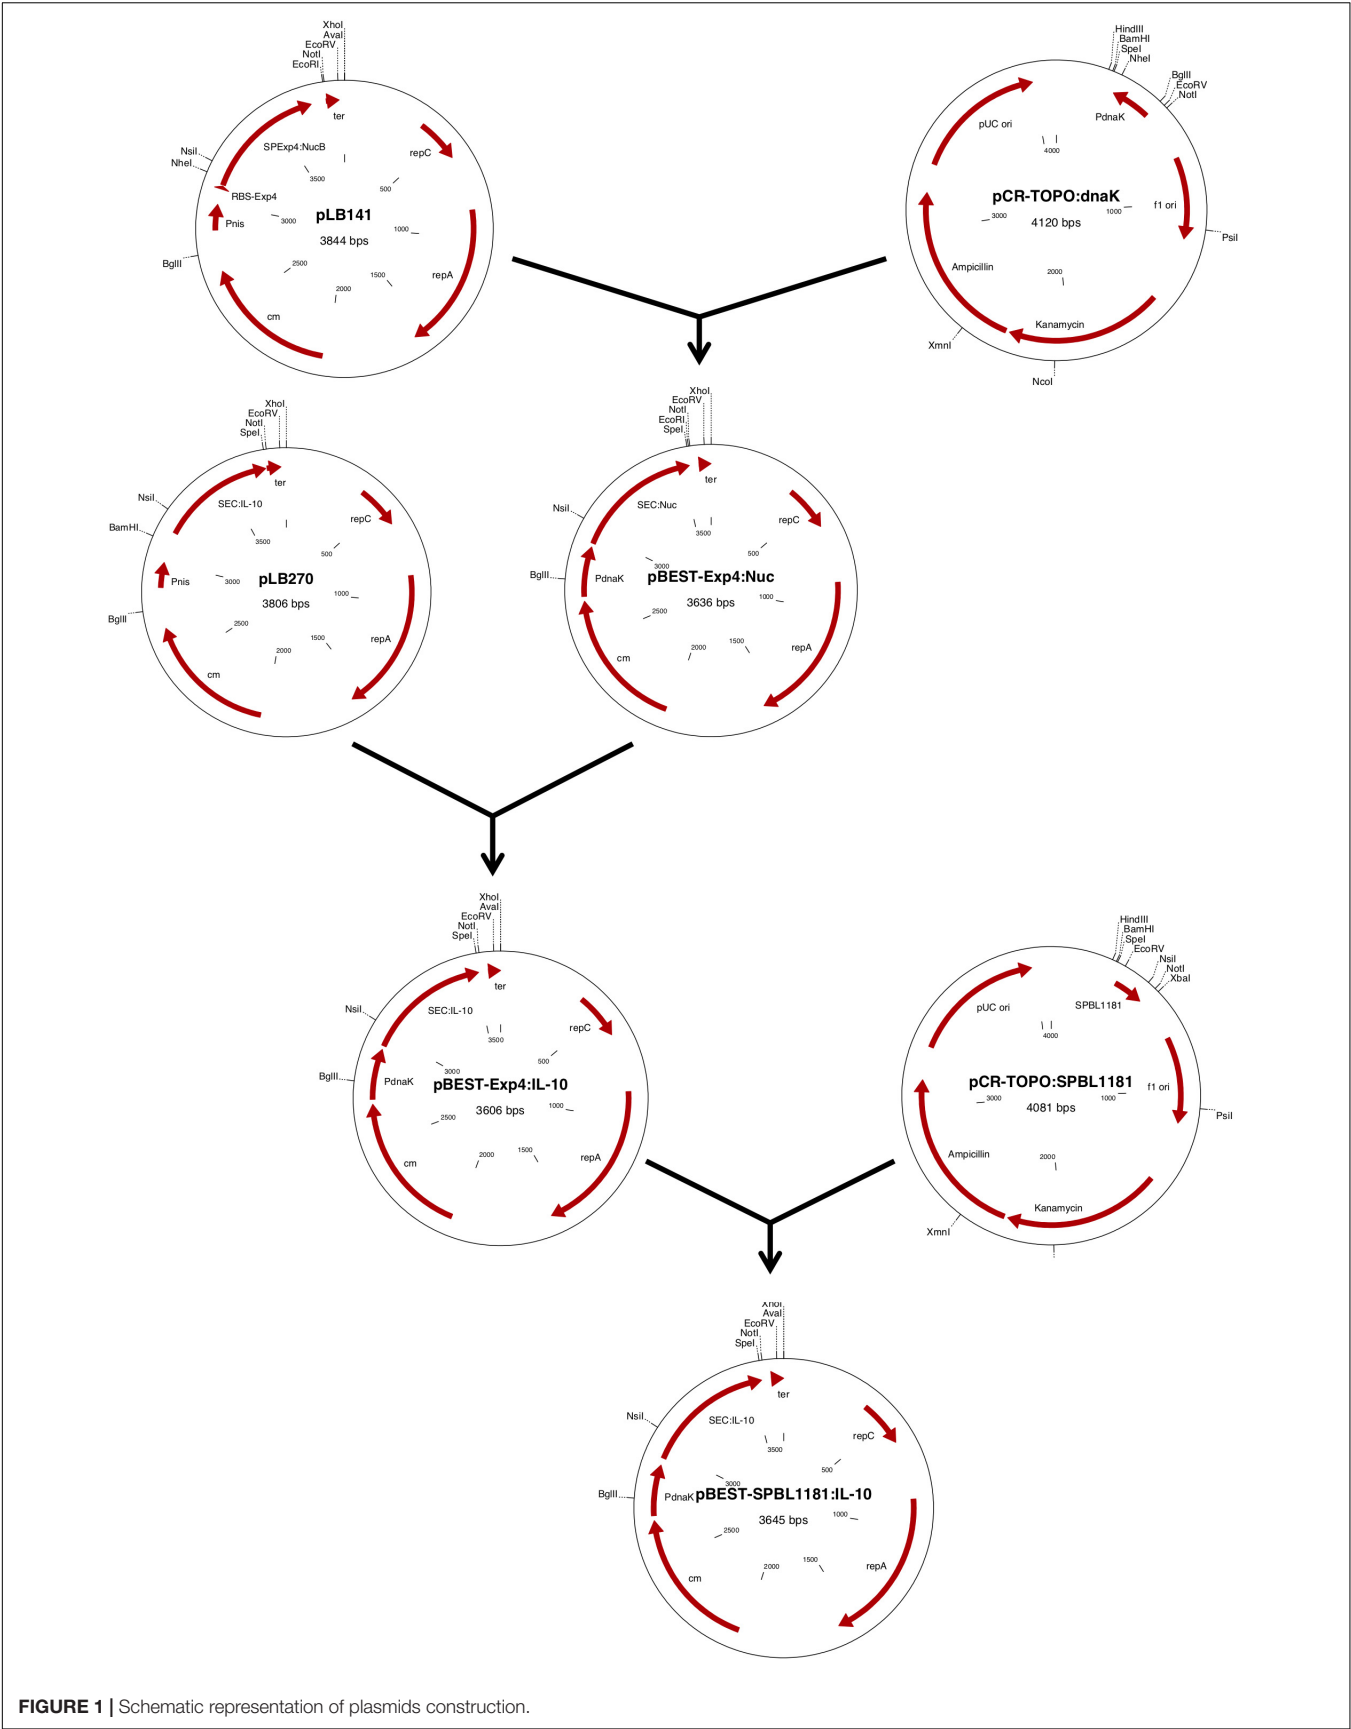 XhoI
AvaI
EcoRV
NotI
EcoRI
ter
repC
SPExp4:NucB
NsiI
NheI
RBS-Exp4
Pnis
BglII
cm
repA
500
1000
1500
2000
2500
3000
3500
pLB141
3844 bps
HindIII
BamHI
SpeI
NheI
BglII
EcoRV
NotI
PdnaK
pUC ori
f1 ori
PsiI
Ampicillin
Kanamycin
XmnI
NcoI
4000
1000
2000
3000
pCR-TOPO:dnaK
4120 bps
XhoI
EcoRV
NotI
SpeI
ter
repC
SEC:IL-10
NsiI
BamHI
Pnis
BglII
cm
repA
500
1000
1500
2000
2500
3000
3500
pLB270
3806 bps
XhoI
EcoRV
NotI
EcoRI
SpeI
ter
repC
SEC:Nuc
NsiI
BglII
PdnaK
cm
repA
500
1000
1500
2000
2500
3000
3500
pBEST-Exp4:Nuc
3636 bps
XhoI
AvaI
EcoRV
NotI
SpeI
ter
repC
SEC:IL-10
NsiI
BglII
PdnaK
cm
repA
500
1000
1500
2000
2500
3000
3500
pBEST-Exp4:IL-10
3606 bps
HindIII
BamHI
SpeI
EcoRV
NsiI
NotI
XbaI
SPBL1181
pUC ori
f1 ori
PsiI
Ampicillin
Kanamycin
XmnI
4000
1000
2000
3000
pCR-TOPO:SPBL1181
4081 bps
XhoI
AvaI
EcoRV
NotI
SpeI
ter
repC
SEC:IL-10
NsiI
BglII
PdnaK
cm
repA
500
1000
1500
2000
2500
3000
3500
pBEST-SPBL1181:IL-10
3645 bps
FIGURE 1 | Schematic representation of plasmids construction.